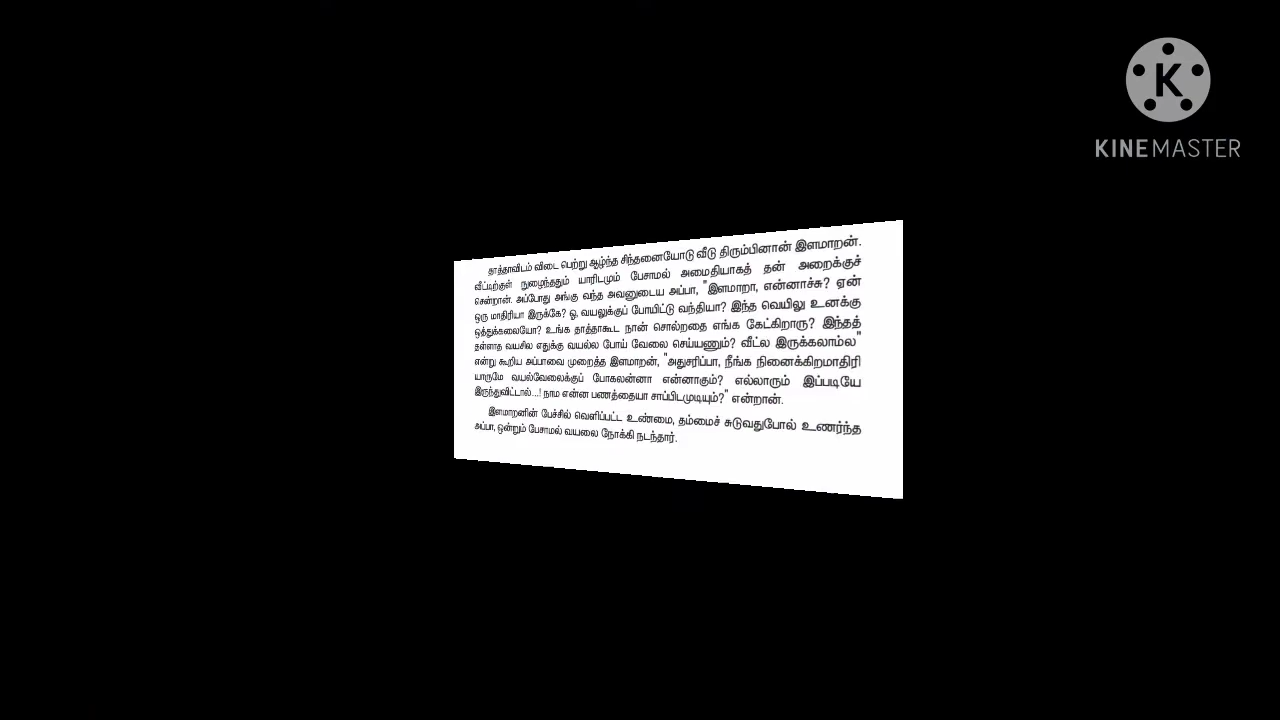 KINEMASTER
தாத்தாவிடம் விடை பெற்று ஆழ்ந்த சிந்தனையோடு வீடு திரும்பினான் இளமாறன்.
வீட்டிற்குள் நுழைந்ததும் யாரிடமும் பேசாமல் அமைதியாகத் தன் அறைக்குச்
சென்றான். அப்போது அங்கு வந்த அவனுடைய அப்பா, "இளமாறா, என்னாச்சு? ஏன்
ஒரு மாதிரியா இருக்கே? ஓ, வயலுக்குப் போயிட்டு வந்தியா? இந்த வெயிலு உனக்கு
ஒத்துக்கலையோ? உங்க தாத்தாகூட நான் சொல்றதை எங்க கேட்கிறாரு? இந்தத்
தள்ளாத வயசில எதுக்கு வயல்ல போய் வேலை செய்யணும்? வீட்ல இருக்கலாம்ல"
என்று கூறிய அப்பாவை முறைத்த இளமாறன், "அதுசரிப்பா, நீங்க நினைக்கிறமாதிரி
யாருமே வயல்வேலைக்குப் போகலன்னா என்னாகும்? எல்லாரும் இப்படியே
இருந்துவிட்டால்...! நாம என்ன பணத்தையா சாப்பிடமுடியும்?" என்றான்.
இளமாறனின் பேச்சில் வெளிப்பட்ட உண்மை, தம்மைச் சுடுவதுபோல் உணர்ந்த
அப்பா, ஒன்றும் பேசாமல் வயலை நோக்கி நடந்தார்.